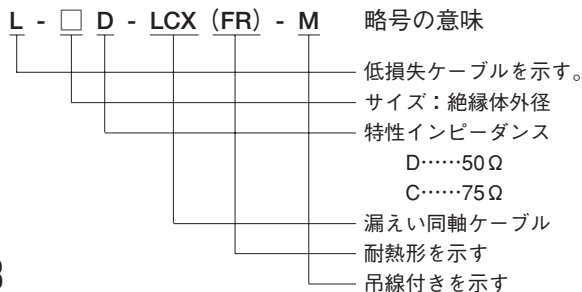 L - □ D - LCX（FR）- M 略号の意味
低損失ケーブルを示す。
サイズ：絶縁体外径
特性インピーダンス
D……50Ω
C……75Ω
漏えい同軸ケーブル
耐熱形を示す
吊線付きを示す